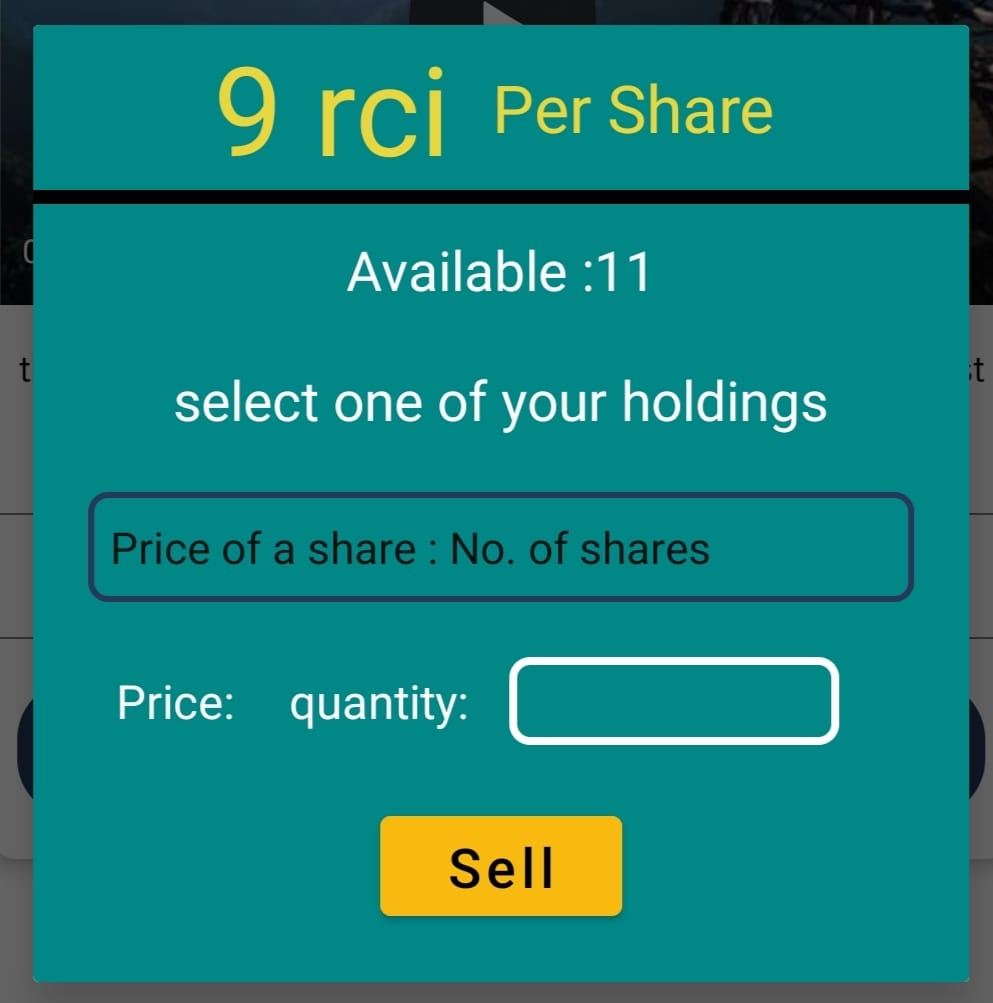 9 rci Per Share
Available :11
t
st
select one of your holdings
Price of a share : No. of shares
Price: quantity:
Sell